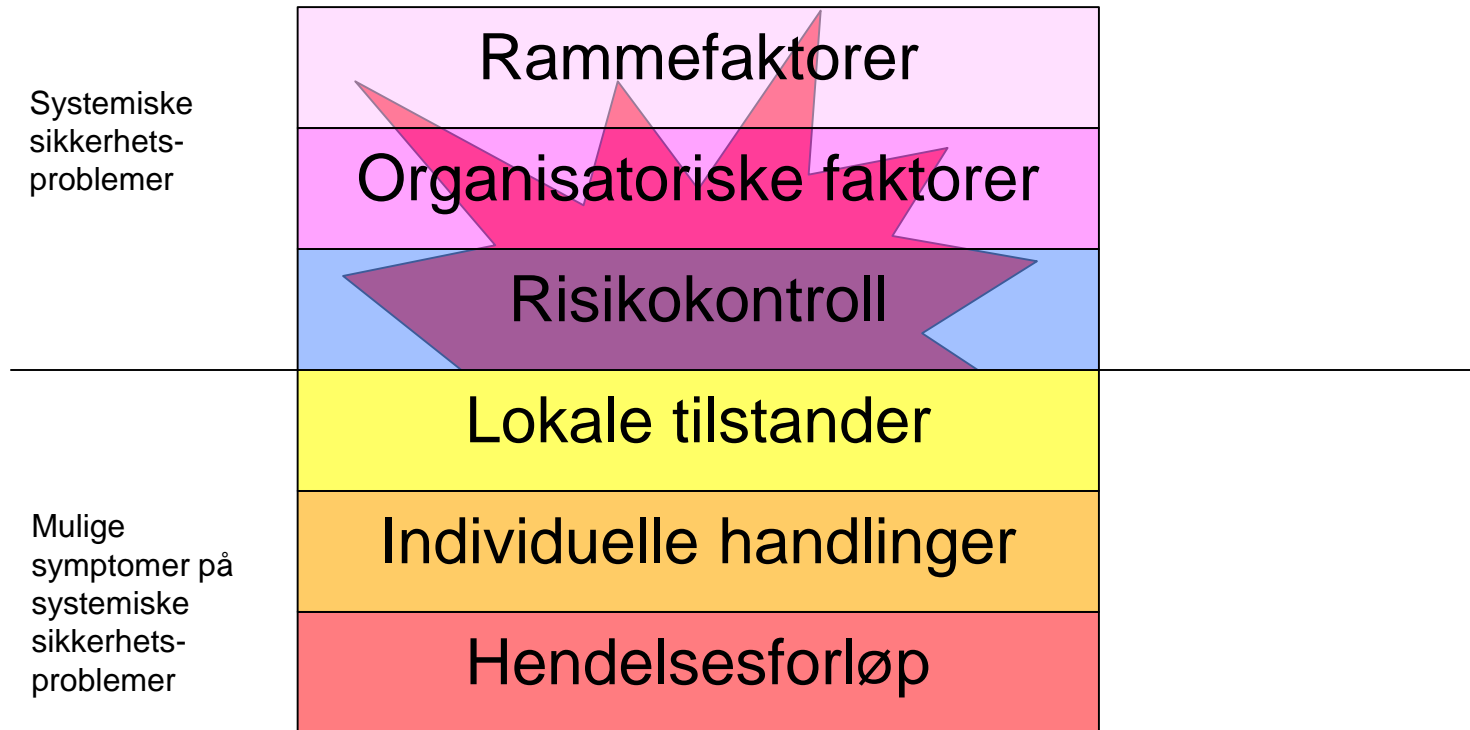 Rammefaktorer
Systemiske
sikkerhets-
problemer
Organisatoriske faktorer
Risikokontroll
Lokale tilstander
Mulige
symptomer på
systemiske
sikkerhets-
problemer
Individuelle handlinger
Hendelsesforløp